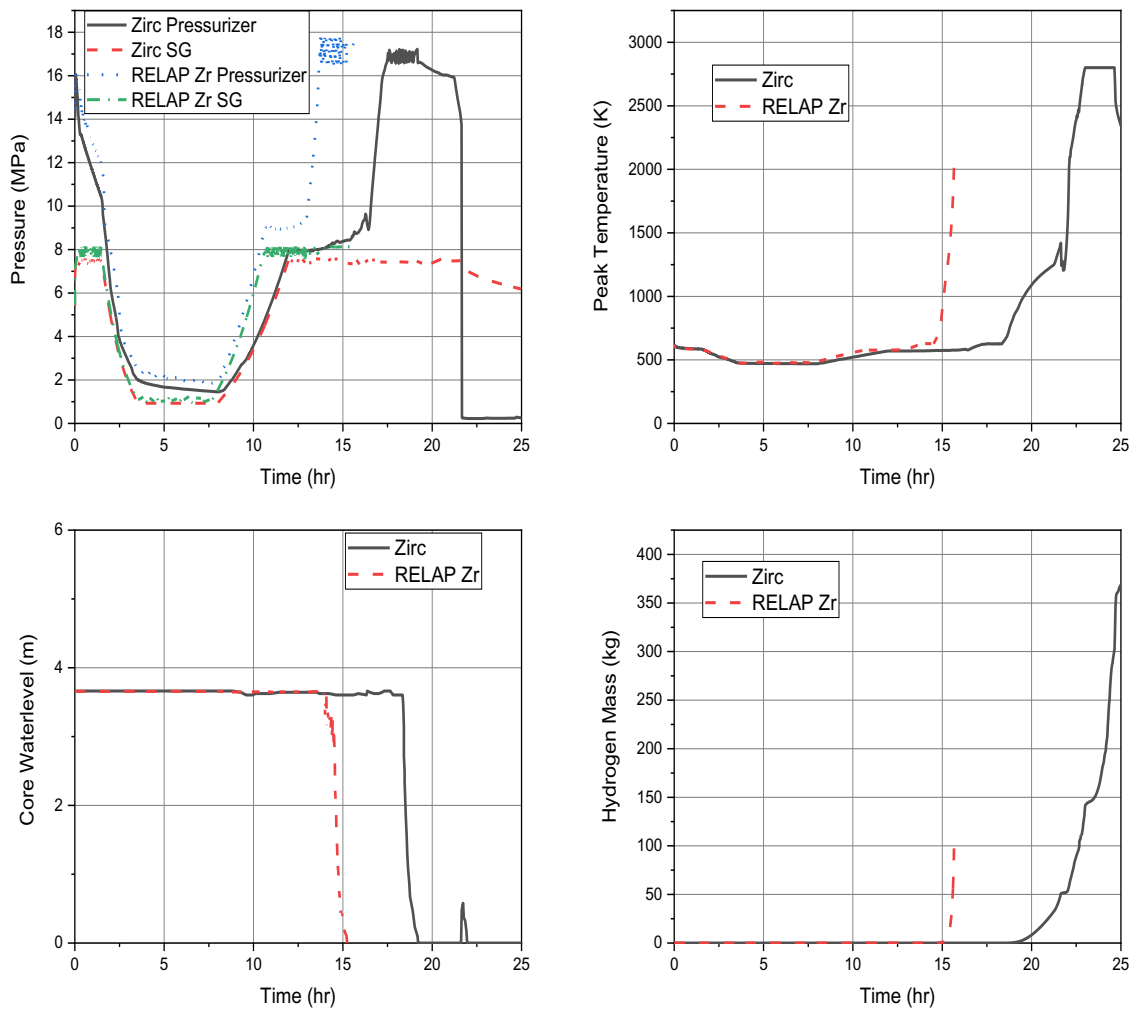 Zirc Pressurizer
Zirc SG
RELAP Zr Pressurizer
RELAP Zr SG
18
16
14
12
10
8
6
4
2
0
Pressure (MPa)
0 5 10 15 20 25
Time (hr)
Zirc
RELAP Zr
3000
2500
2000
1500
1000
500
0
Peak Temperature (K)
0 5 10 15 20 25
Time (hr)
Zirc
RELAP Zr
6
4
2
0
Core Waterlevel (m)
0 5 10 15 20 25
Time (hr)
Zirc
RELAP Zr
400
350
300
250
200
150
100
50
0
Hydrogen Mass (kg)
0 5 10 15 20 25
Time (hr)